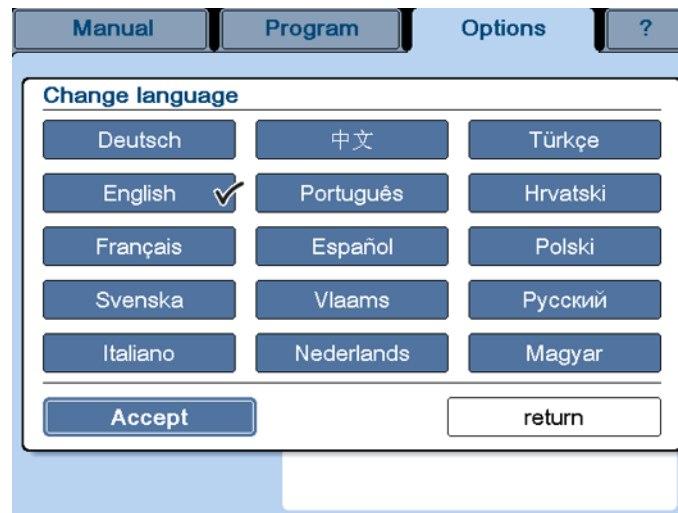 Manual Program Options ?
Change language
Deutsch 中文 Türkçe
English Português Hrvatski
Français Español Polski
Svenska Vlaams Русский
Italiano Nederlands Magyar
Accept return